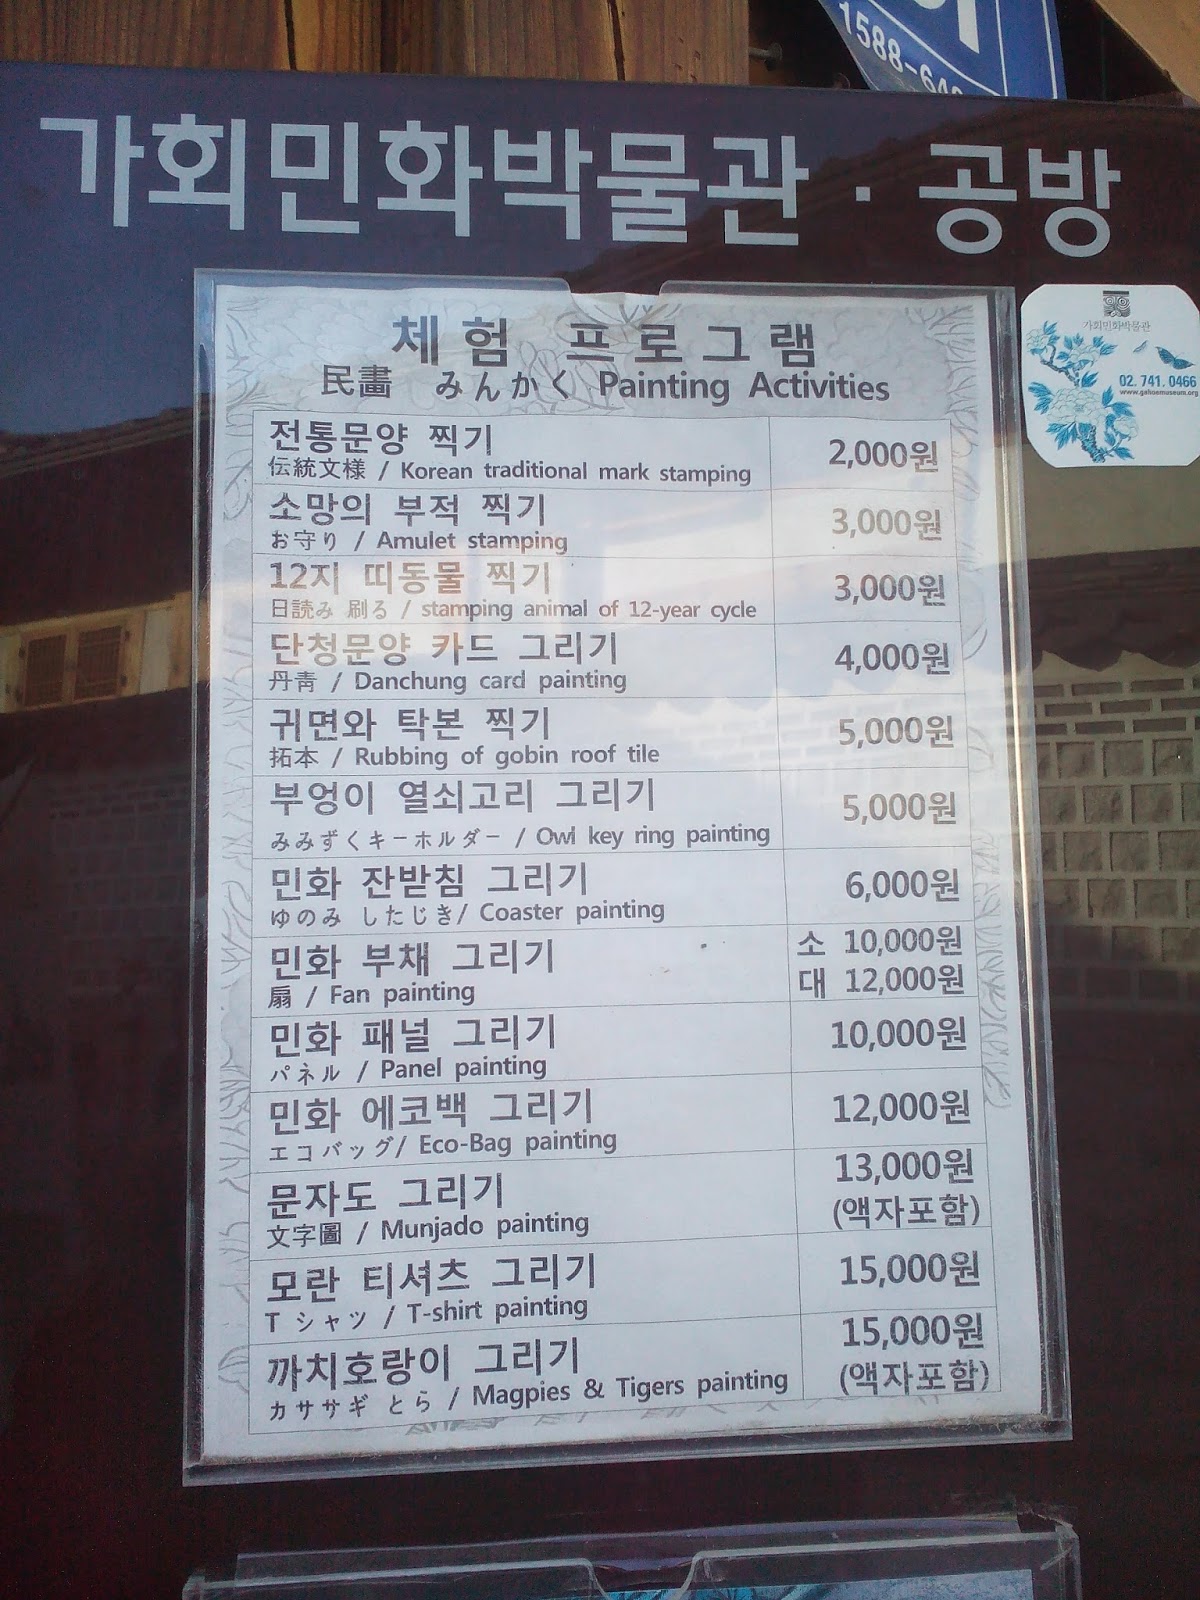 1588-64
가회민화박물관 · 공방
가회민화박물관
02. 741. 0466
www.gahoemuseum.org
체험 프로그램
民畵 みんかく Painting Activities
전통문양 찍기
伝統文様 / Korean traditional mark stamping
2,000원
소망의 부적 찍기
お守り / Amulet stamping
3,000원
12지 띠동물 찍기
日読み 刷る / stamping animal of 12-year cycle
3,000원
단청문양 카드 그리기
丹靑 / Danchung card painting
4,000원
귀면와 탁본 찍기
拓本 / Rubbing of gobin roof tile
5,000원
부엉이 열쇠고리 그리기
みみずくキーホルダー / Owl key ring painting
5,000원
민화 잔받침 그리기
ゆのみ したじき/ Coaster painting
6,000원
민화 부채 그리기
扇 / Fan painting
소 10,000원
대 12,000원
민화 패널 그리기
パネル / Panel painting
10,000원
민화 에코백 그리기
エコバッグ/ Eco-Bag painting
12,000원
문자도 그리기
文字圖 / Munjado painting
13,000원
(액자포함)
모란 티셔츠 그리기
T シャツ / T-shirt painting
15,000원
까치호랑이 그리기
カササギ とら / Magpies & Tigers painting
15,000원
(액자포함)